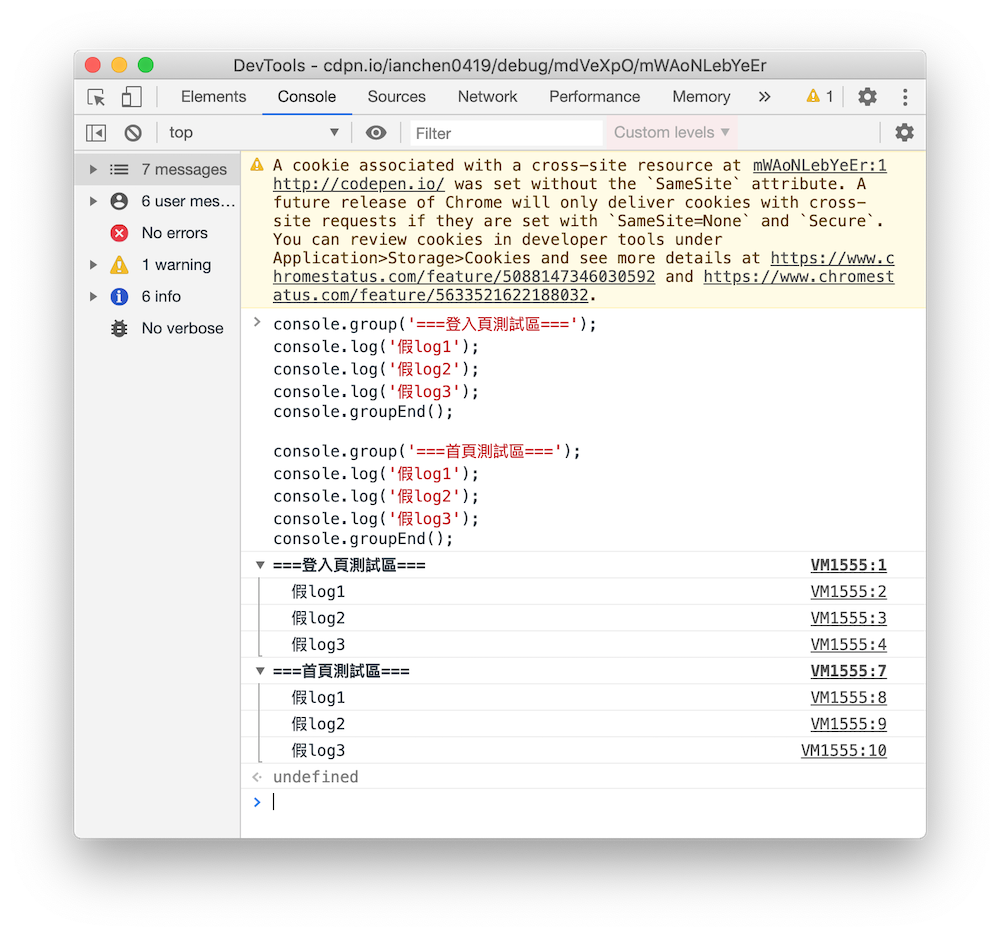 DevTools - cdpn.io/ianchen0419/debug/mdVeXpO/mWAoNLebYeEr
Elements Console Sources Network Performance Memory » 1
top ▼ Filter Custom levels ▼
7 messages
6 user mes…
No errors
1 warning
6 info
No verbose
A cookie associated with a cross-site resource at mWAoNLebYeEr:1
http://codepen.io/ was set without the `SameSite` attribute. A
future release of Chrome will only deliver cookies with cross-
site requests if they are set with `SameSite=None` and `Secure`.
You can review cookies in developer tools under
Application>Storage>Cookies and see more details at https://www.c
hromestatus.com/feature/5088147346030592 and https://www.chromest
atus.com/feature/5633521622188032.
> console.group('===登入頁測試區===');
console.log('假log1');
console.log('假log2');
console.log('假log3');
console.groupEnd();
console.group('===首頁測試區===');
console.log('假log1');
console.log('假log2');
console.log('假log3');
console.groupEnd();
▼ ===登入頁測試區=== VM1555:1
假log1 VM1555:2
假log2 VM1555:3
假log3 VM1555:4
▼ ===首頁測試區=== VM1555:7
假log1 VM1555:8
假log2 VM1555:9
假log3 VM1555:10
undefined
>